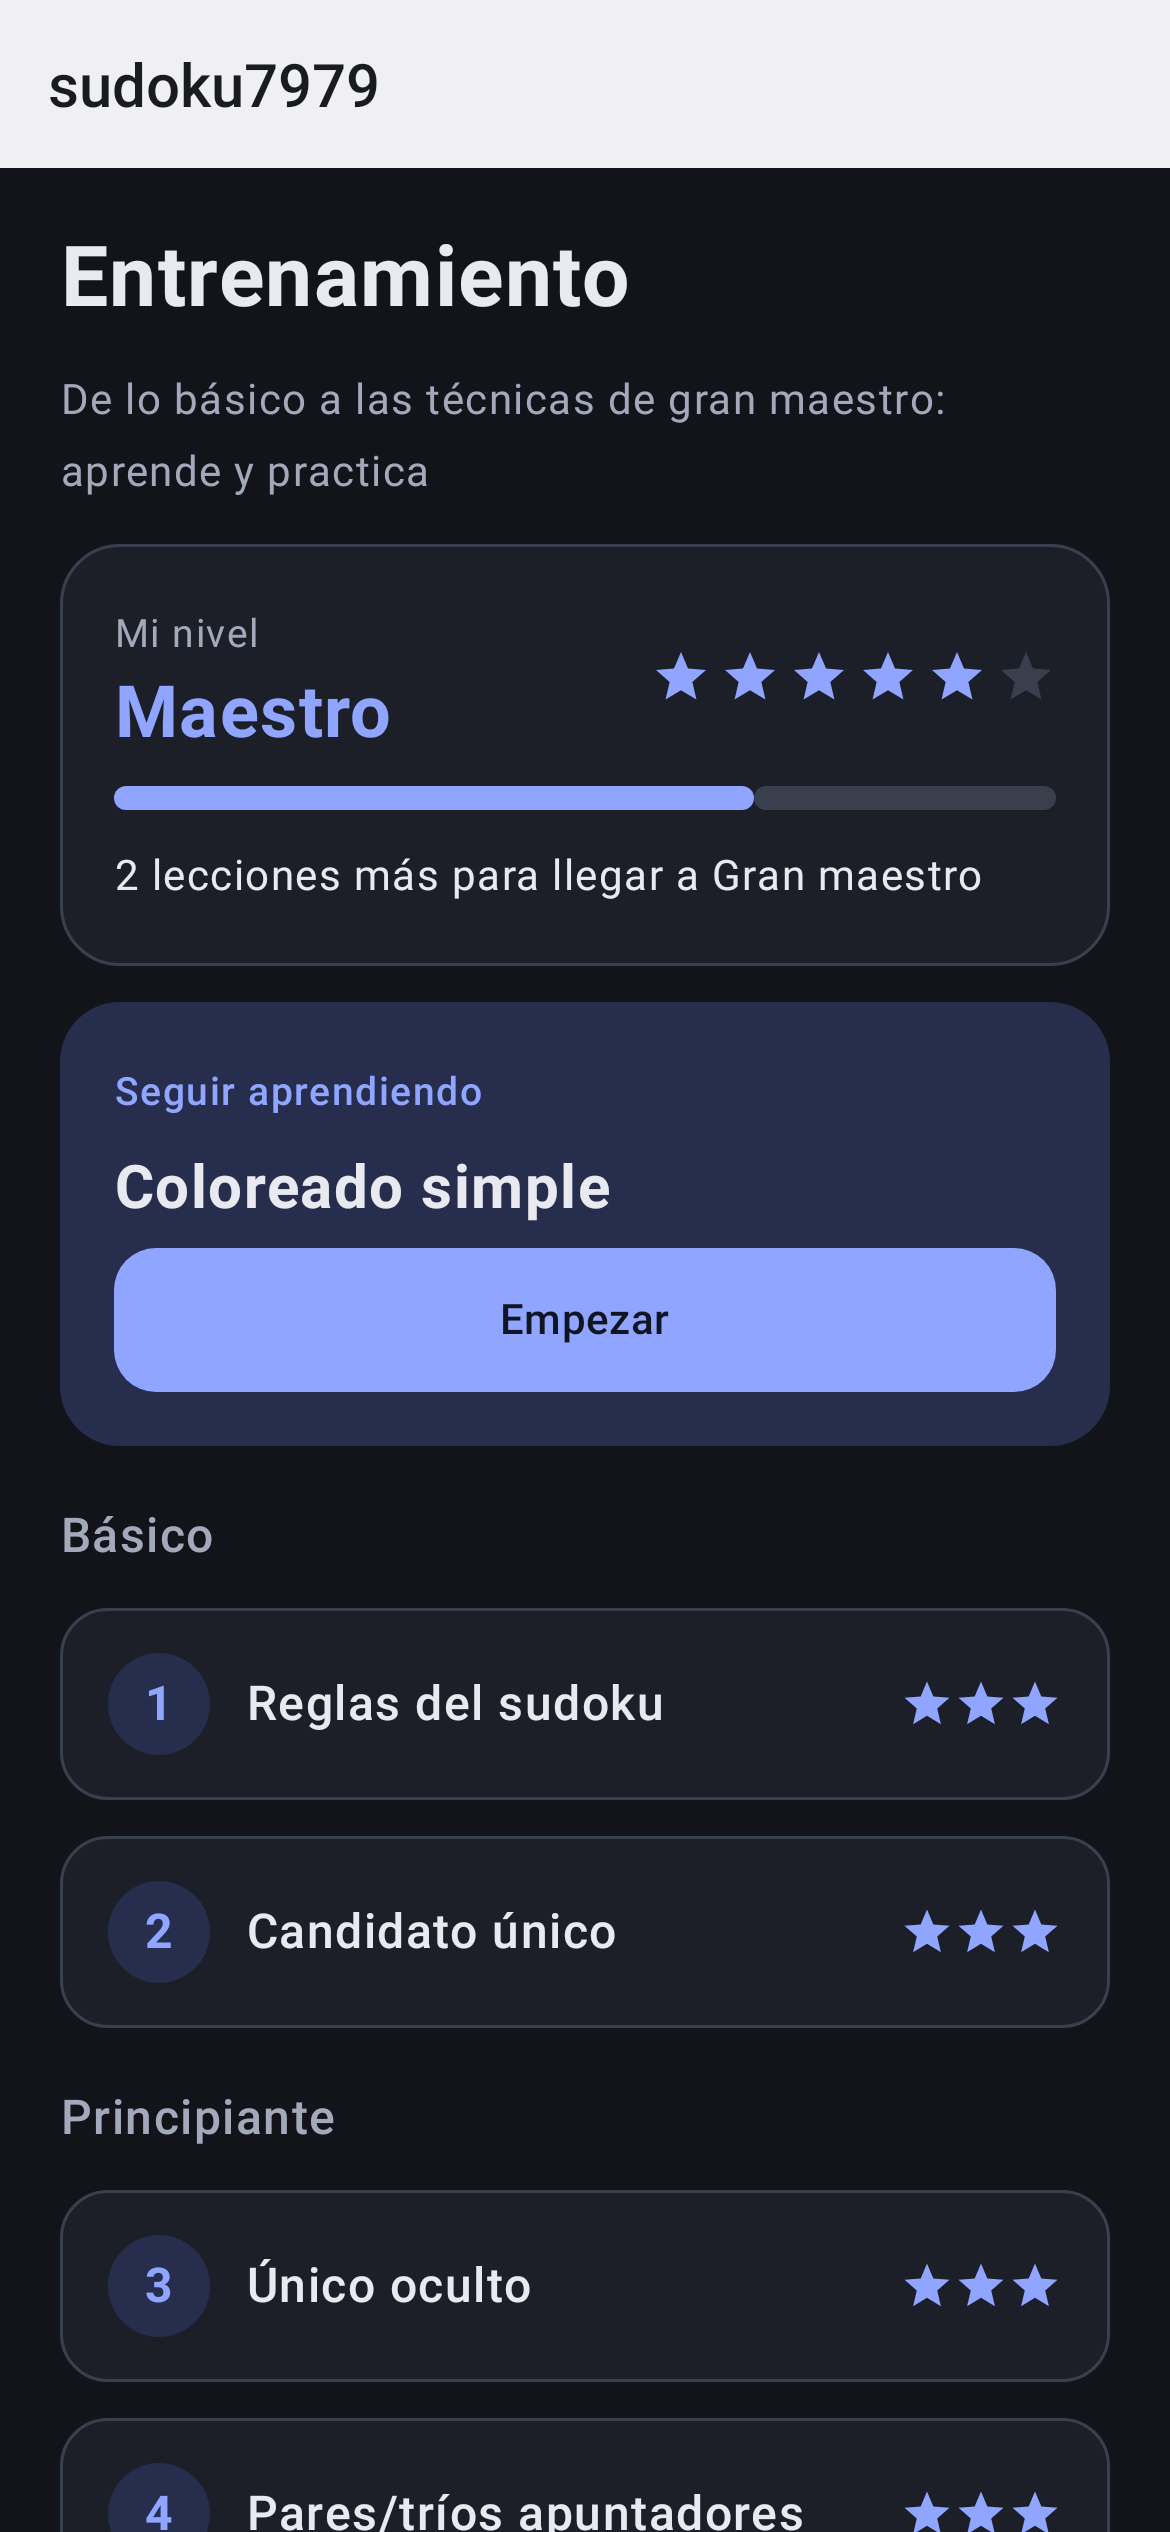 sudoku7979
Entrenamiento
De lo básico a las técnicas de gran maestro:
aprende y practica
Mi nivel
Maestro
2 lecciones más para llegar a Gran maestro
Seguir aprendiendo
Coloreado simple
Empezar
Básico
1 Reglas del sudoku
2 Candidato único
Principiante
3 Único oculto
4 Pares/tríos apuntadores